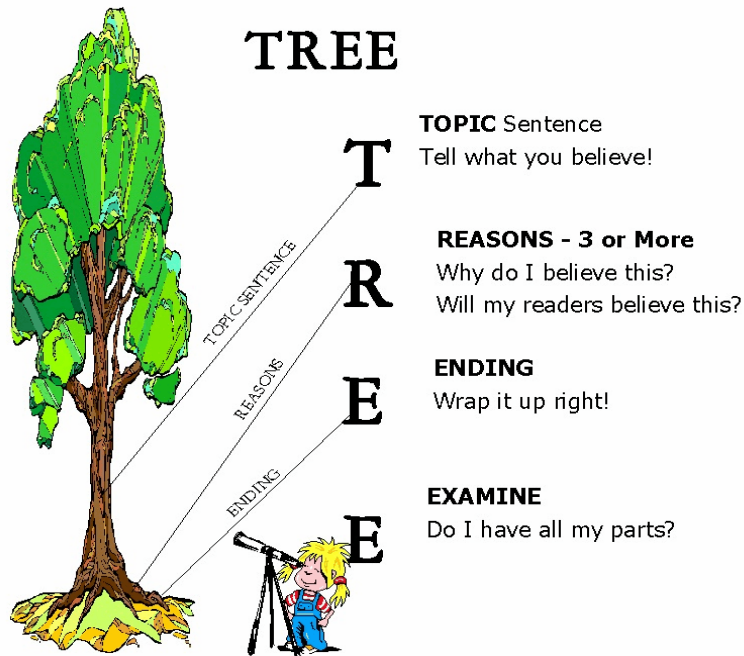 TREE
T
TOPIC Sentence
Tell what you believe!
TOPIC SENTENCE
R
REASONS - 3 or More
Why do I believe this?
Will my readers believe this?
REASONS
E
ENDING
Wrap it up right!
ENDING
E
EXAMINE
Do I have all my parts?